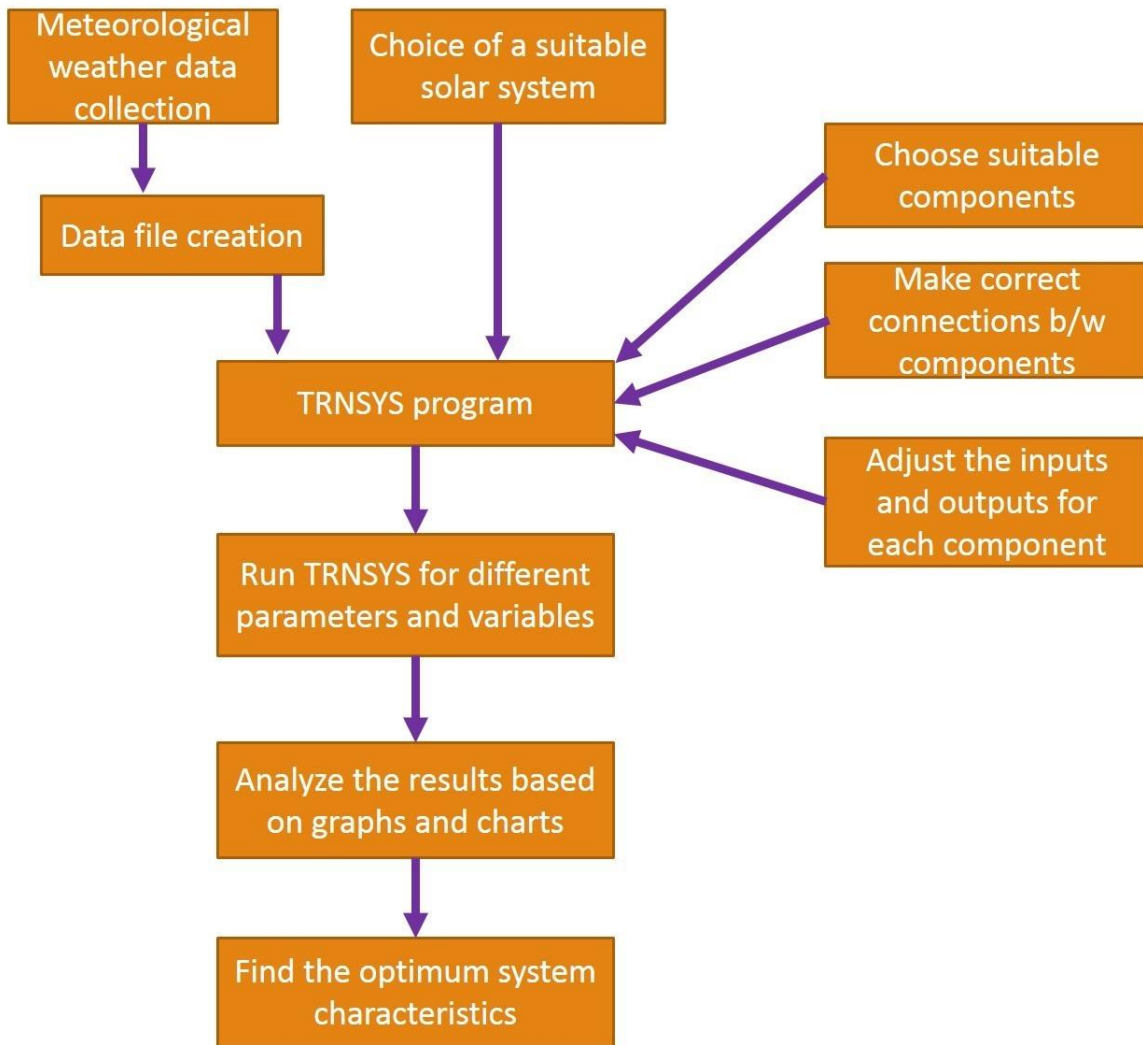 Meteorological
weather data
collection
Choice of a suitable
solar system
Choose suitable
components
Data file creation
Make correct
connections b/w
components
TRNSYS program
Adjust the inputs
and outputs for
each component
Run TRNSYS for different
parameters and variables
Analyze the results based
on graphs and charts
Find the optimum system
characteristics